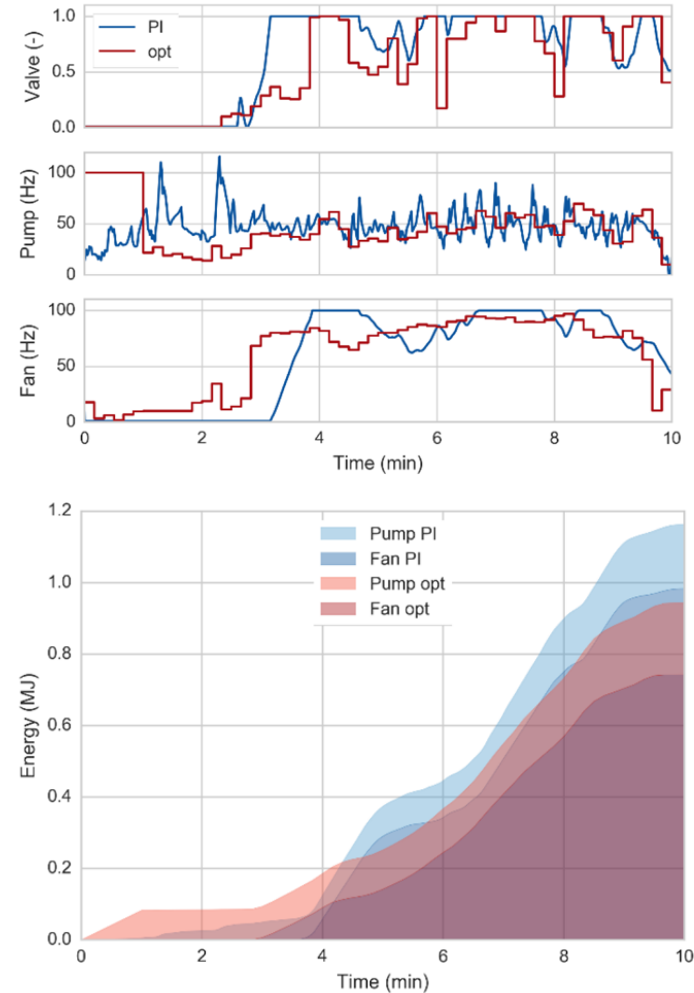 Valve (-)
1.0
0.5
0.0
PI
opt
Pump (Hz)
100
50
0
Fan (Hz)
100
50
0
0 2 4 6 8 10
Time (min)
Energy (MJ)
1.2
1.0
0.8
0.6
0.4
0.2
0.0
Pump PI
Fan PI
Pump opt
Fan opt
0 2 4 6 8 10
Time (min)